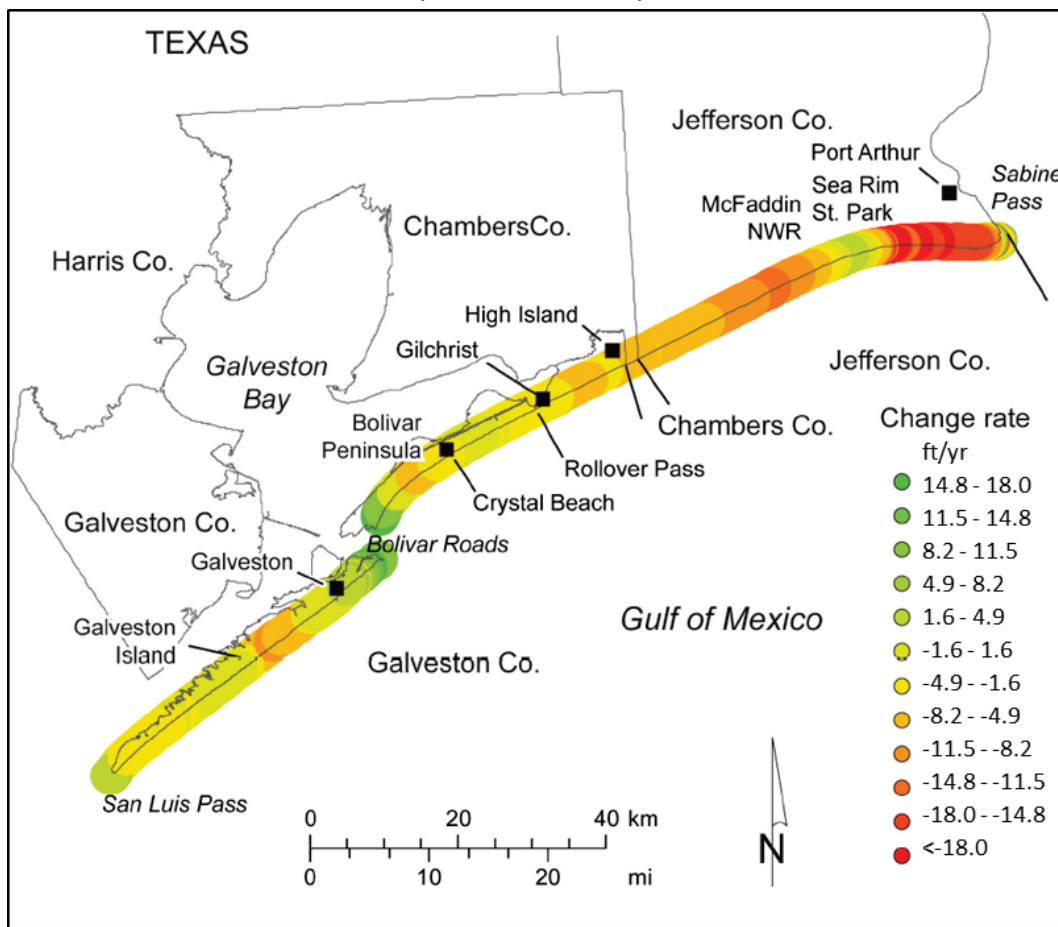 TEXAS
Jefferson Co.
Port Arthur
Sabine
Pass
Sea Rim
St. Park
McFaddin
NWR
ChambersCo.
Harris Co.
High Island
Gilchrist
Galveston
Bay
Jefferson Co.
Bolivar
Peninsula
Chambers Co.
Rollover Pass
Crystal Beach
Galveston Co.
Bolivar Roads
Galveston
Gulf of Mexico
Galveston
Island
Galveston Co.
San Luis Pass
Change rate
ft/yr
14.8 - 18.0
11.5 - 14.8
8.2 - 11.5
4.9 - 8.2
1.6 - 4.9
-1.6 - 1.6
-4.9 - -1.6
-8.2 - -4.9
-11.5 - -8.2
-14.8 - -11.5
-18.0 - -14.8
<-18.0
0 20 40 km
0 10 20 mi
N